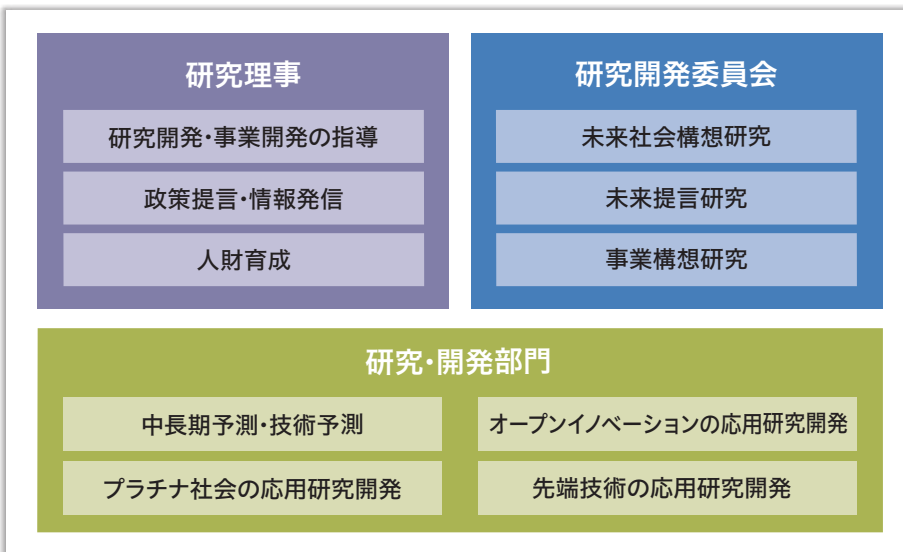 研究理事
研究開発・事業開発の指導
政策提言・情報発信
人財育成
研究開発委員会
未来社会構想研究
未来提言研究
事業構想研究
研究・開発部門
中長期予測・技術予測
オープンイノベーションの応用研究開発
プラチナ社会の応用研究開発
先端技術の応用研究開発